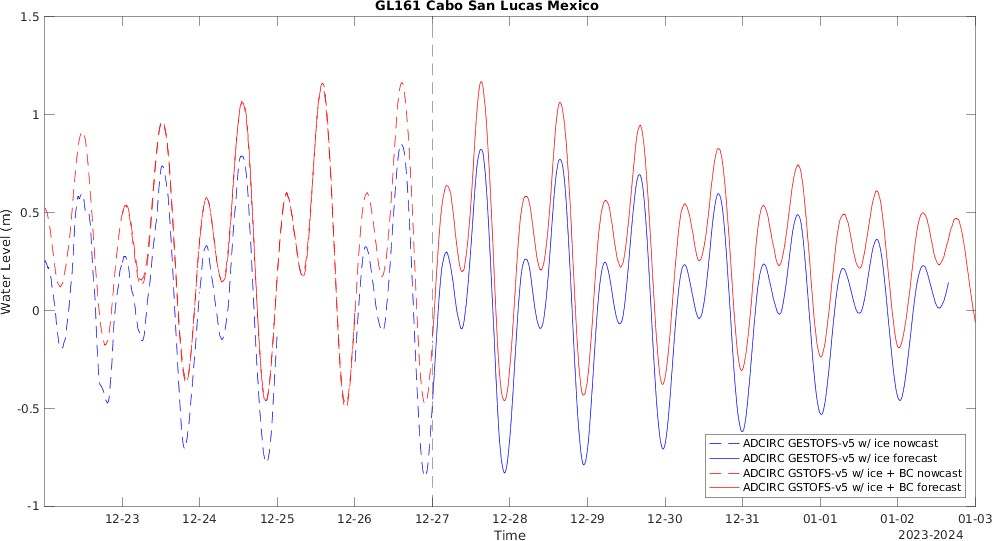 GL161 Cabo San Lucas Mexico
1.5
1
0.5
0
-0.5
-1
Water Level (m)
ADCIRC GESTOFS-v5 w/ ice nowcast
ADCIRC GESTOFS-v5 w/ ice forecast
ADCIRC GSTOFS-v5 w/ ice + BC nowcast
ADCIRC GSTOFS-v5 w/ ice + BC forecast
12-23 12-24 12-25 12-26 12-27 12-28 12-29 12-30 12-31 01-01 01-02 01-03
Time
2023-2024